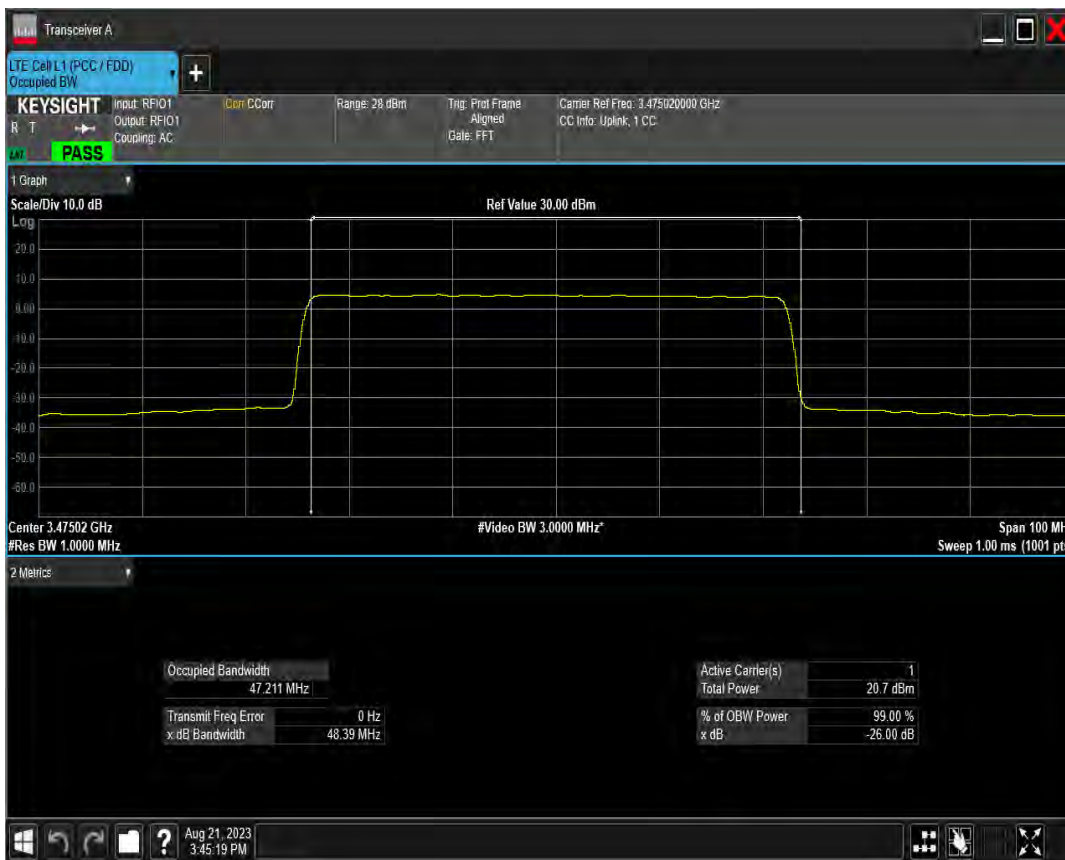 Transceiver A
LTE Cell L1 (PCC / FDD)
Occupied BW
KEYSIGHT
R T
PASS
Input: RFIO1
Output: RFIO1
Coupling: AC
Corr CCorr
Range: 28 dBm
Trig: Prot Frame
Aligned
Gate: FFT
Carrier Ref Freq: 3.475020000 GHz
CC Info: Uplink, 1 CC
1 Graph
Scale/Div 10.0 dB
Ref Value 30.00 dBm
Log
20.0
10.0
0.00
-10.0
-20.0
-30.0
-40.0
-50.0
-60.0
Center 3.47502 GHz
#Video BW 3.0000 MHz*
Span 100 MH
#Res BW 1.0000 MHz
Sweep 1.00 ms (1001 pts
2 Metrics
Occupied Bandwidth
47.211 MHz
Transmit Freq Error 0 Hz
x dB Bandwidth 48.39 MHz
Active Carrier(s) 1
Total Power 20.7 dBm
% of OBW Power 99.00 %
x dB -26.00 dB
Aug 21, 2023
3:45:19 PM